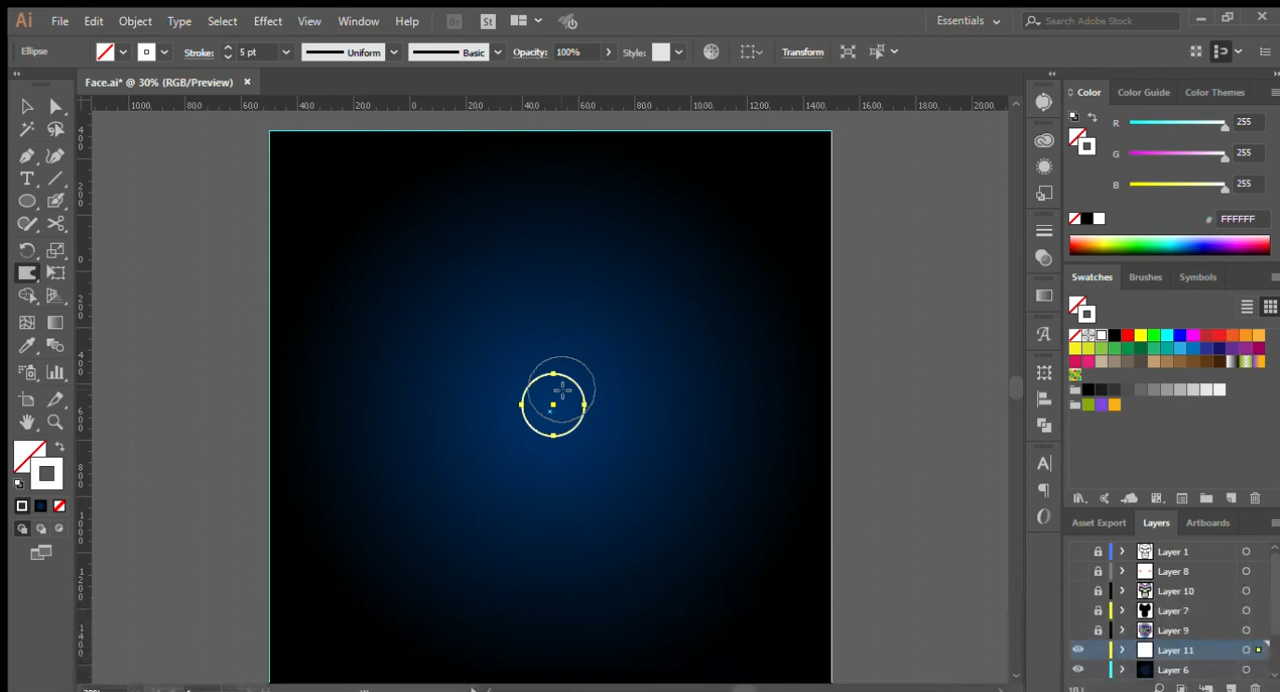 Ai File Edit Object Type Select Effect View Window Help Br St Essentials Search Adobe Stock
Ellipse Stroke: 5 pt Uniform Basic Opacity: 100% Style: Transform
Face.ai* @ 30% (RGB/Preview) ×
1000 800 600 400 200 0 200 400 600 800 1000 1200 1400 1600 1800 2000
Color Color Guide Color Themes
R 255
G 255
B 255
# FFFFFF
Swatches Brushes Symbols
Asset Export Layers Artboards
Layer 1
Layer 8
Layer 10
Layer 7
Layer 9
Layer 11
Layer 6